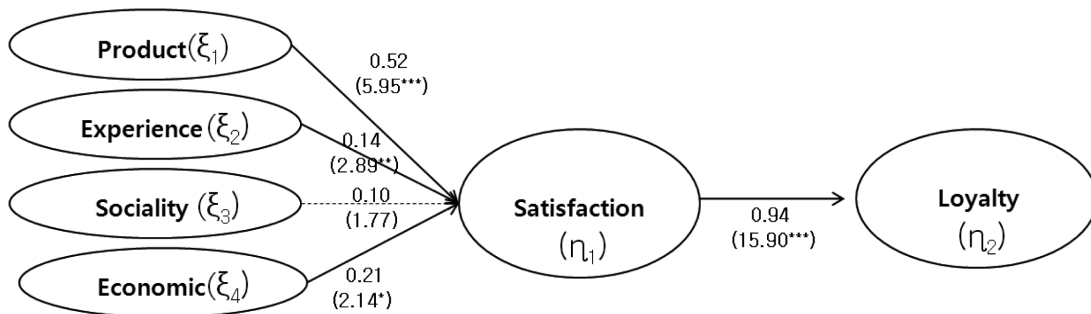 Product(ξ₁)
0.52
(5.95***)
Experience(ξ₂)
0.14
(2.89**)
Sociality (ξ₃)
0.10
(1.77)
Economic(ξ₄)
0.21
(2.14*)
Satisfaction
(η₁)
0.94
(15.90***)
Loyalty
(η₂)